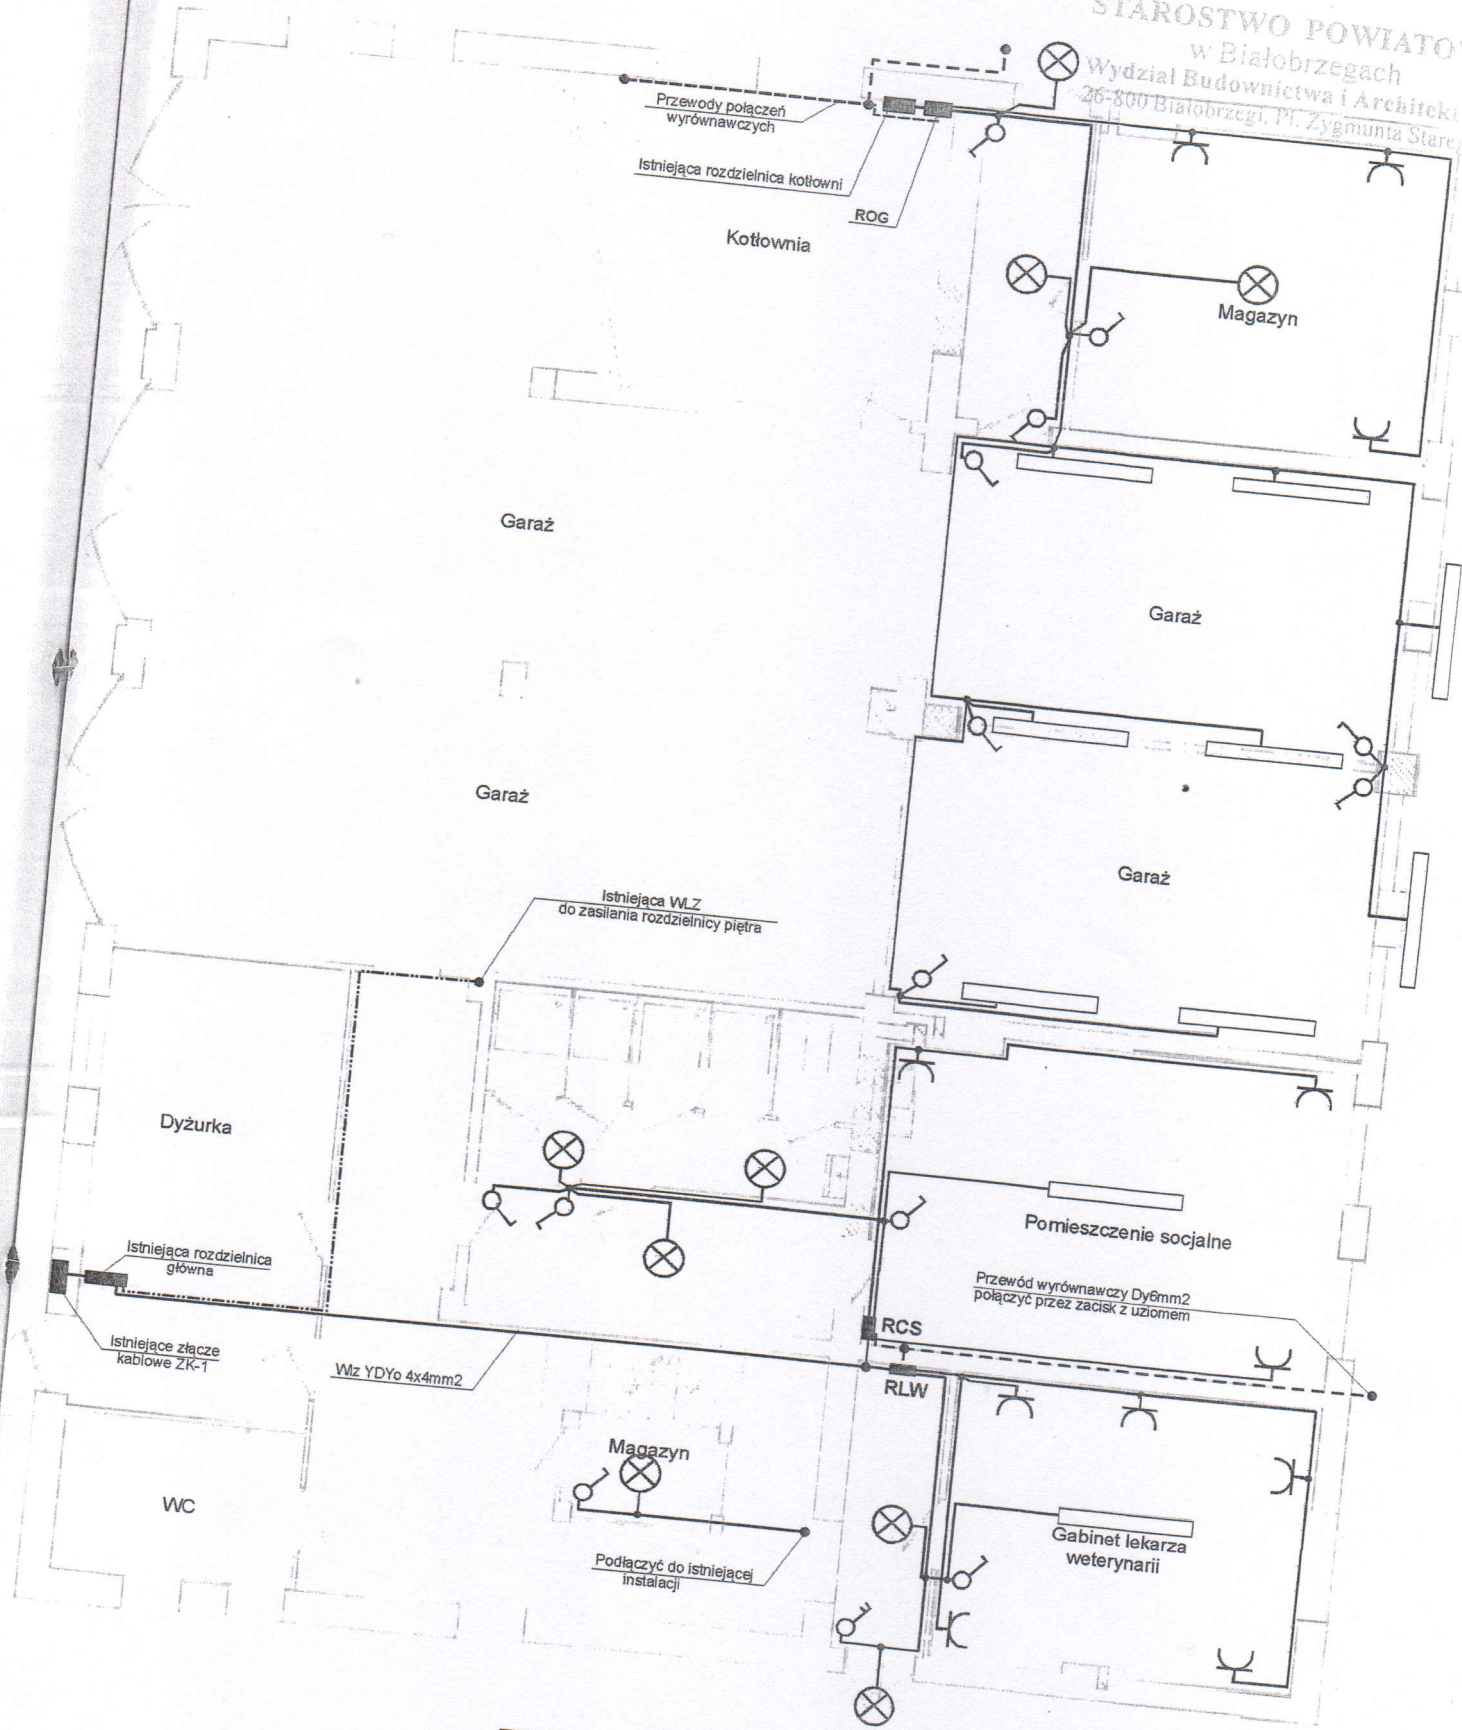 STAROSTWO POWIATO
w Białobrzegach
Wydział Budownictwa i Architek
26-800 Białobrzegi, Pl. Zygmunta Stare
Przewody połączeń
wyrównawczych
Istniejąca rozdzielnica kotłowni
ROG
Kotłownia
Magazyn
Garaż
Garaż
Garaż
Garaż
Istniejąca WLZ
do zasilania rozdzielnicy piętra
Dyżurka
Pomieszczenie socjalne
Istniejąca rozdzielnica
główna
Przewód wyrównawczy Dy6mm2
połączyć przez zacisk z uziomem
RCS
Istniejące złącze
kablowe ZK-1
Wlz YDYo 4x4mm2
RLW
Magazyn
WC
Gabinet lekarza
weterynarii
Podłączyć do istniejącej
instalacji